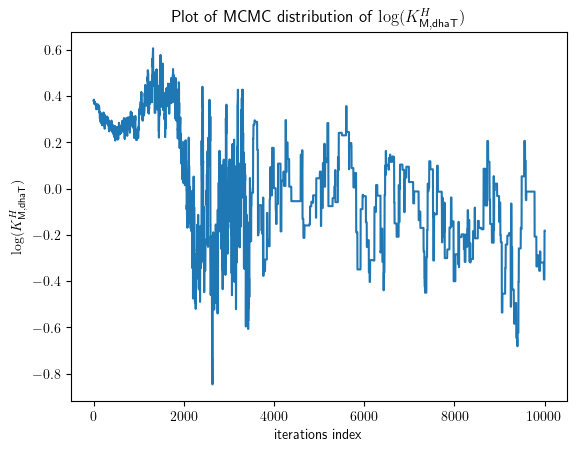 Plot of MCMC distribution of log(K^H_M,dhaT)
0.6
0.4
0.2
0.0
−0.2
−0.4
−0.6
−0.8
log(K^H_M,dhaT)
0 2000 4000 6000 8000 10000
iterations index